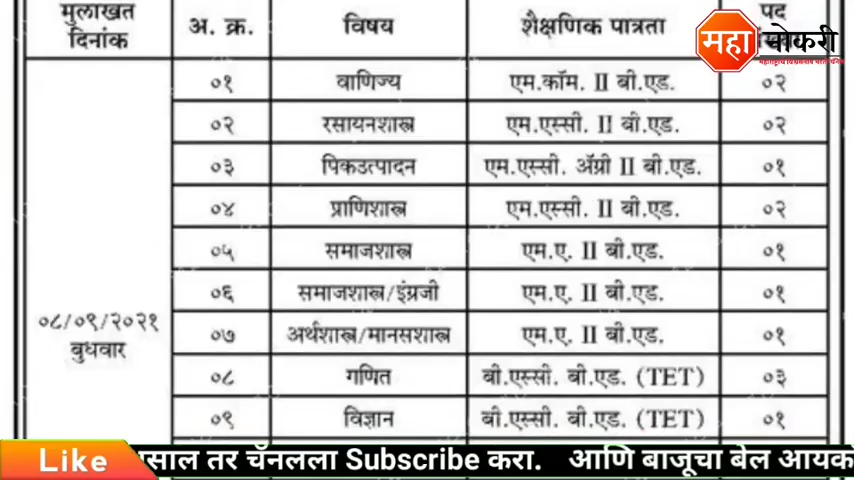 मुलाखत दिनांक | अ. क्र. | विषय | शैक्षणिक पात्रता | पद
महा नोकरी
०८/०९/२०२१ बुधवार
०१ | वाणिज्य | एम.कॉम. II बी.एड. | ०२
०२ | रसायनशास्त्र | एम.एस्सी. II बी.एड. | ०२
०३ | पिकउत्पादन | एम.एस्सी. ॲग्री II बी.एड. | ०१
०४ | प्राणिशास्त्र | एम.एस्सी. II बी.एड. | ०२
०५ | समाजशास्त्र | एम.ए. II बी.एड. | ०१
०६ | समाजशास्त्र/इंग्रजी | एम.ए. II बी.एड. | ०१
०७ | अर्थशास्त्र/मानसशास्त्र | एम.ए. II बी.एड. | ०१
०८ | गणित | बी.एस्सी. बी.एड. (TET) | ०३
०९ | विज्ञान | बी.एस्सी. बी.एड. (TET) | ०१
Like
तर चॅनलला Subscribe करा. आणि बाजूचा बेल